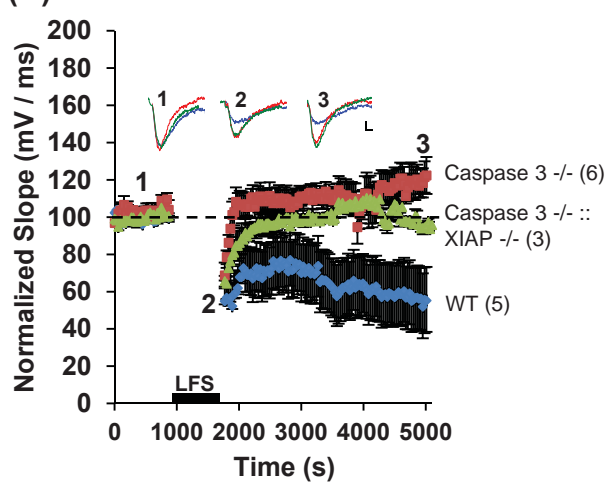 200
180
160
140
120
100
80
60
40
20
0
Normalized Slope (mV / ms)
1
2
3
1
2
3
Caspase 3 -/- (6)
Caspase 3 -/- ::
XIAP -/- (3)
WT (5)
LFS
0 1000 2000 3000 4000 5000
Time (s)